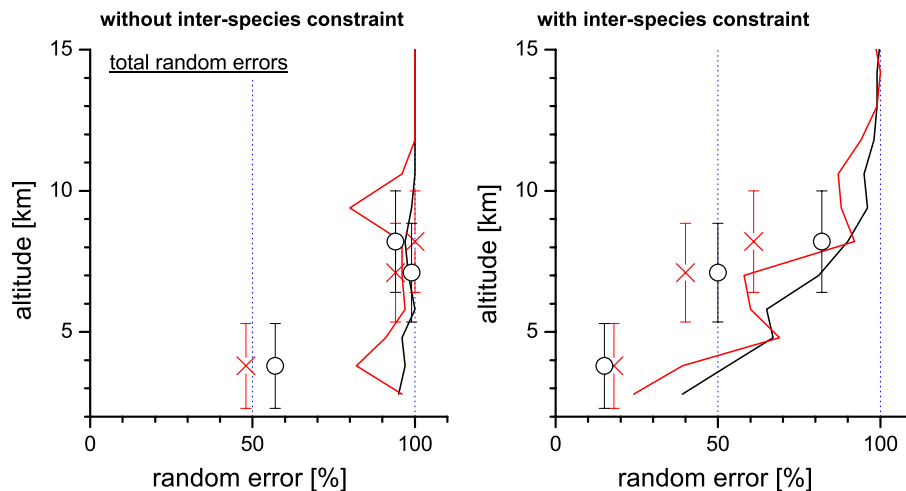 without inter-species constraint
with inter-species constraint
total random errors
15
10
5
altitude [km]
0
50
100
random error [%]
15
10
5
altitude [km]
0
50
100
random error [%]